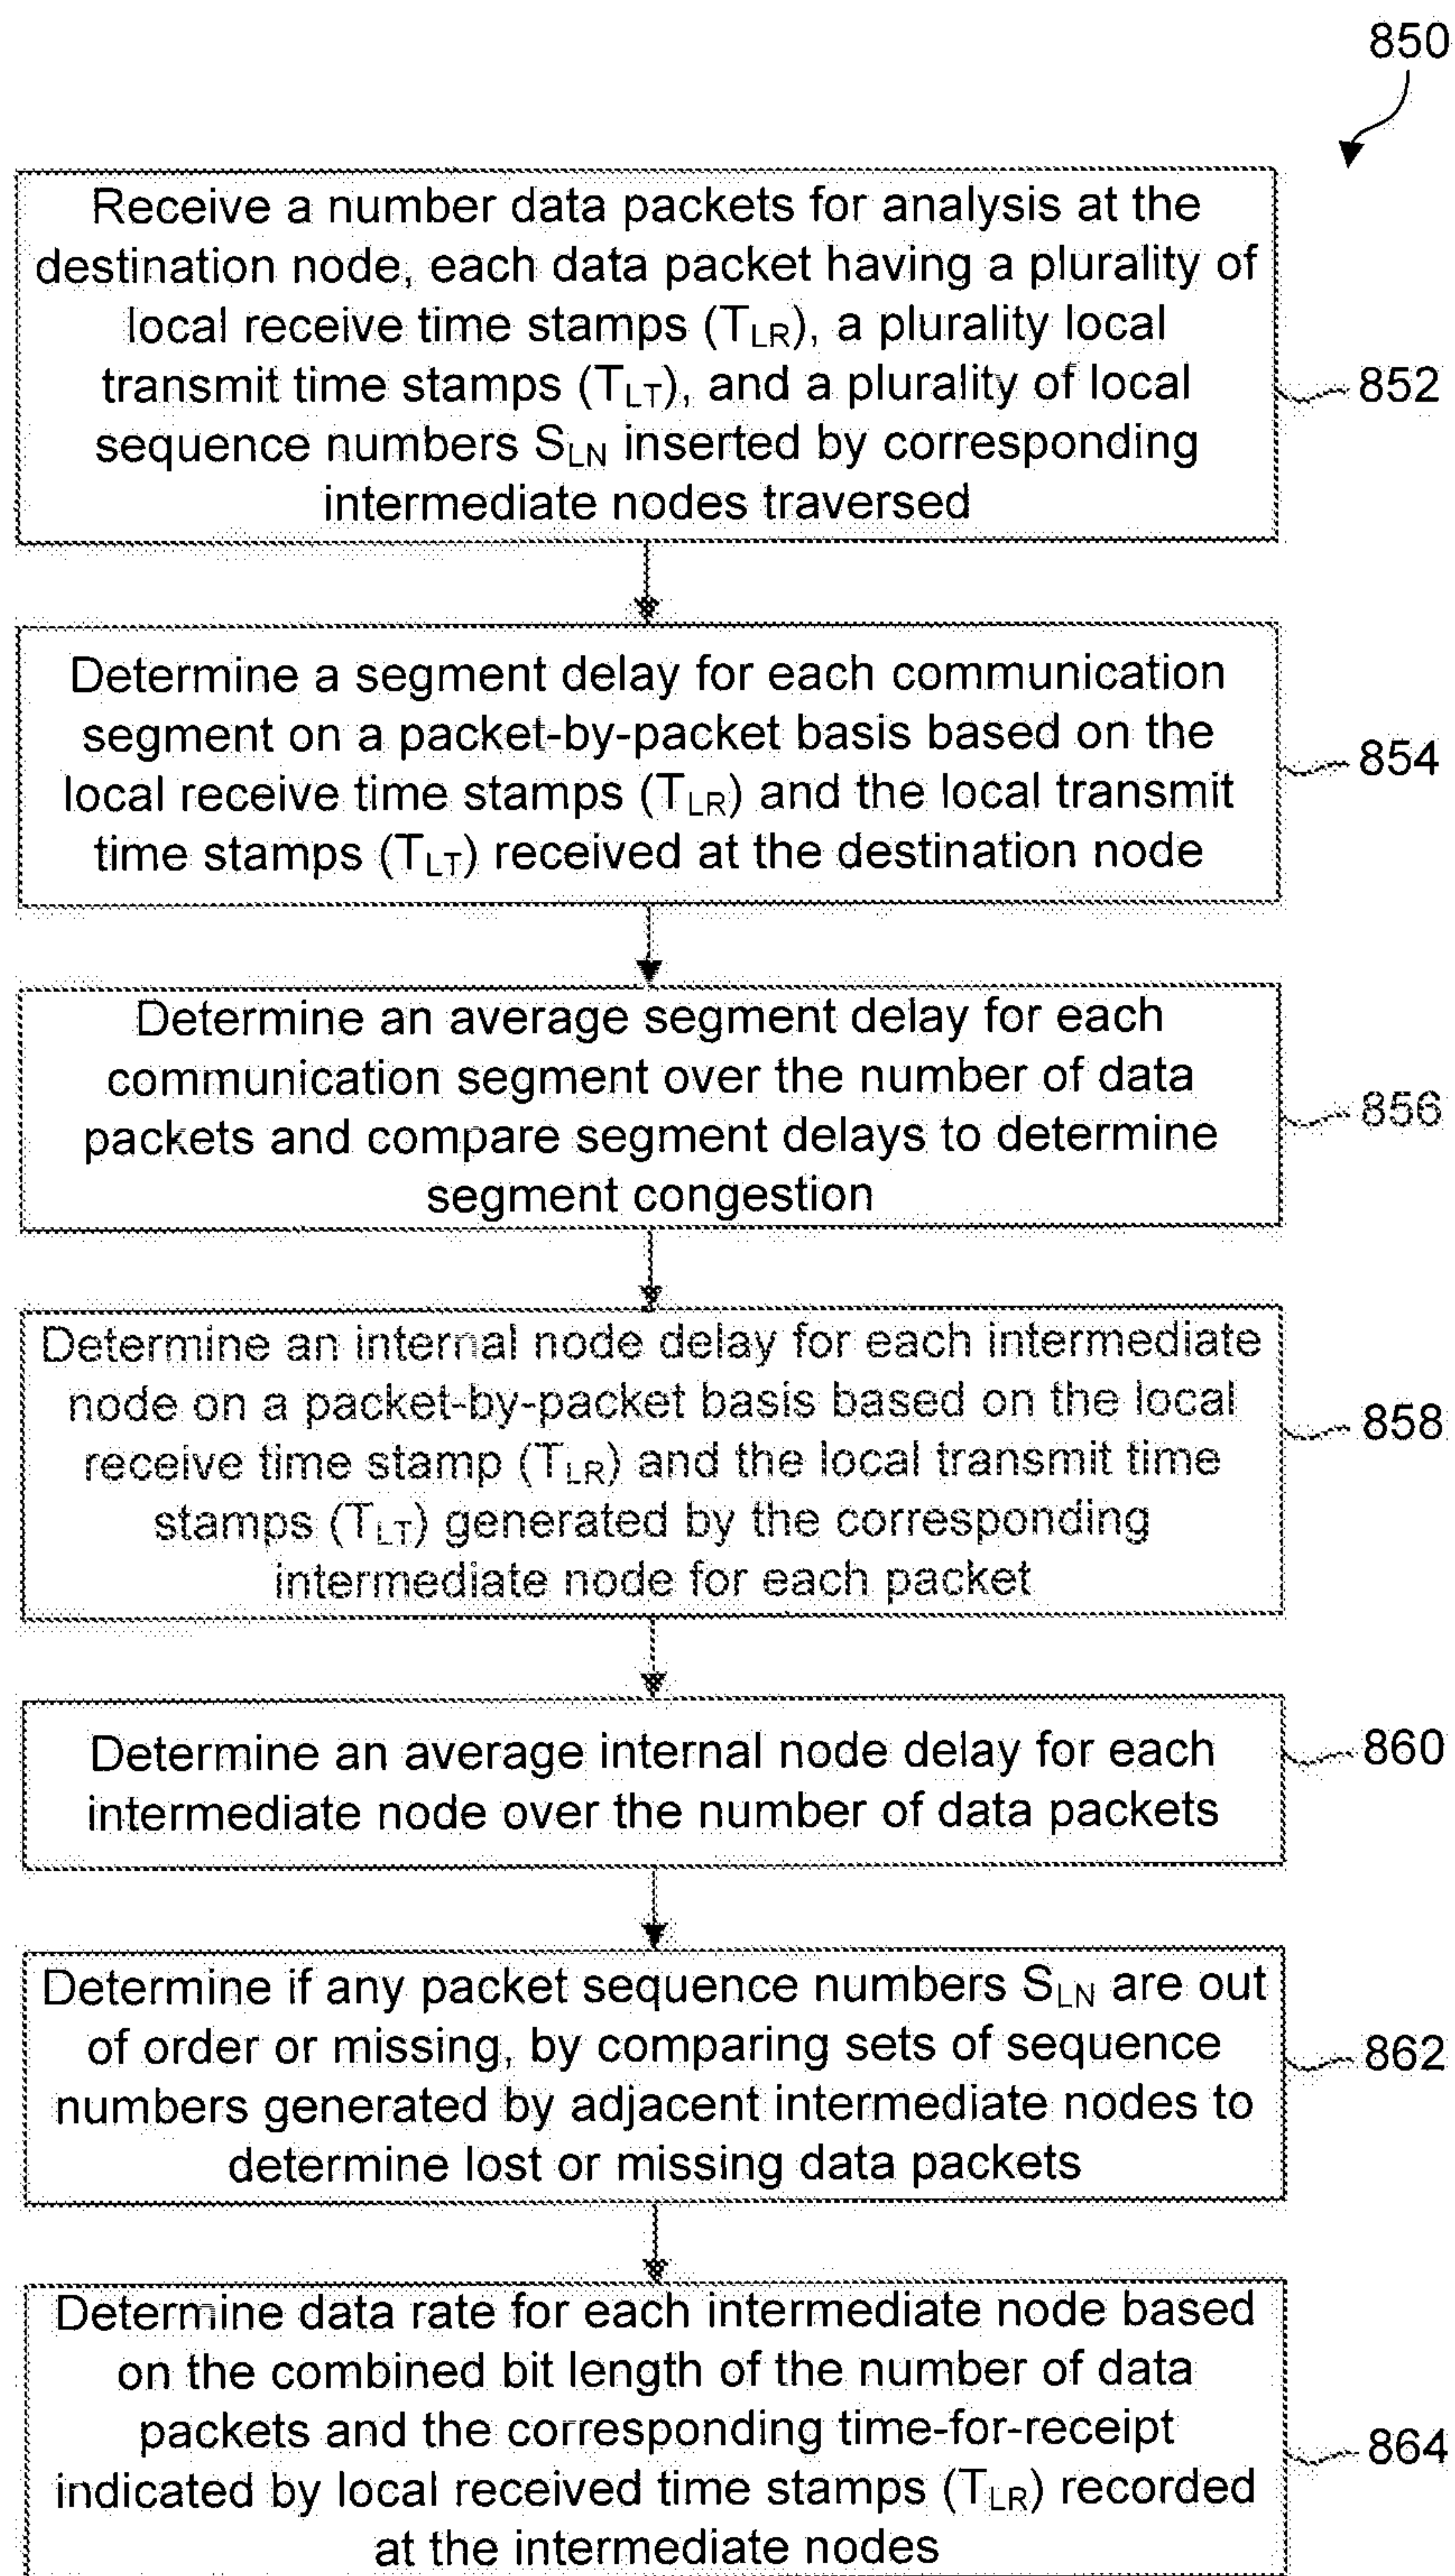 850
Receive a number data packets for analysis at the
destination node, each data packet having a plurality of
local receive time stamps (TLR), a plurality local
transmit time stamps (TLT), and a plurality of local
sequence numbers SLN inserted by corresponding
intermediate nodes traversed
852
Determine a segment delay for each communication
segment on a packet-by-packet basis based on the
local receive time stamps (TLR) and the local transmit
time stamps (TLT) received at the destination node
854
Determine an average segment delay for each
communication segment over the number of data
packets and compare segment delays to determine
segment congestion
856
Determine an internal node delay for each intermediate
node on a packet-by-packet basis based on the local
receive time stamp (TLR) and the local transmit time
stamps (TLT) generated by the corresponding
intermediate node for each packet
858
Determine an average internal node delay for each
intermediate node over the number of data packets
860
Determine if any packet sequence numbers SLN are out
of order or missing, by comparing sets of sequence
numbers generated by adjacent intermediate nodes to
determine lost or missing data packets
862
Determine data rate for each intermediate node based
on the combined bit length of the number of data
packets and the corresponding time-for-receipt
indicated by local received time stamps (TLR) recorded
at the intermediate nodes
864